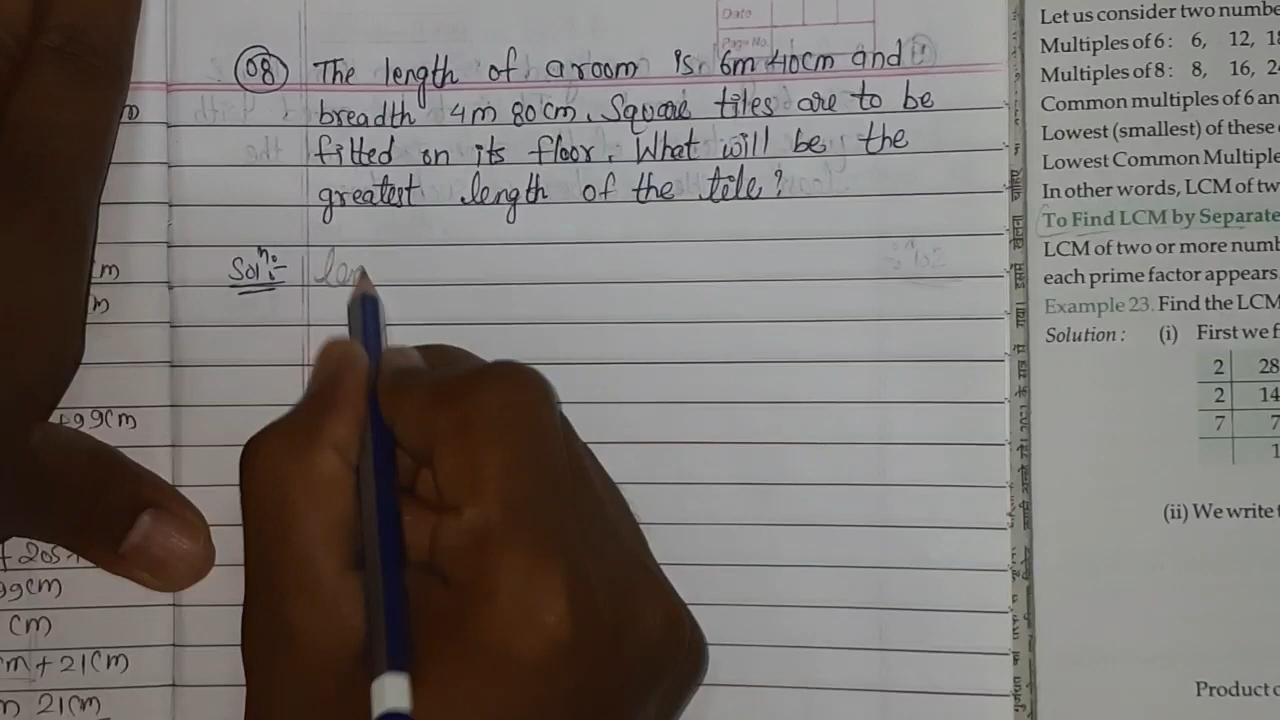 Date
Page No.
08 The length of a room is 6m 40cm and
breadth 4m 80cm. Square tiles are to be
fitted on its floor. What will be the
greatest length of the tile?
Solⁿ:-
len
m
m
+99cm
+205
99cm
cm
m + 21cm
21cm
Let us consider two numbe
Multiples of 6: 6, 12, 18
Multiples of 8: 8, 16, 2
Common multiples of 6 an
Lowest (smallest) of these
Lowest Common Multiple
In other words, LCM of tw
To Find LCM by Separate
LCM of two or more numb
each prime factor appears
Example 23. Find the LCM
Solution: (i) First we f
2 28
2 14
7 7
1
(ii) We write
Product o